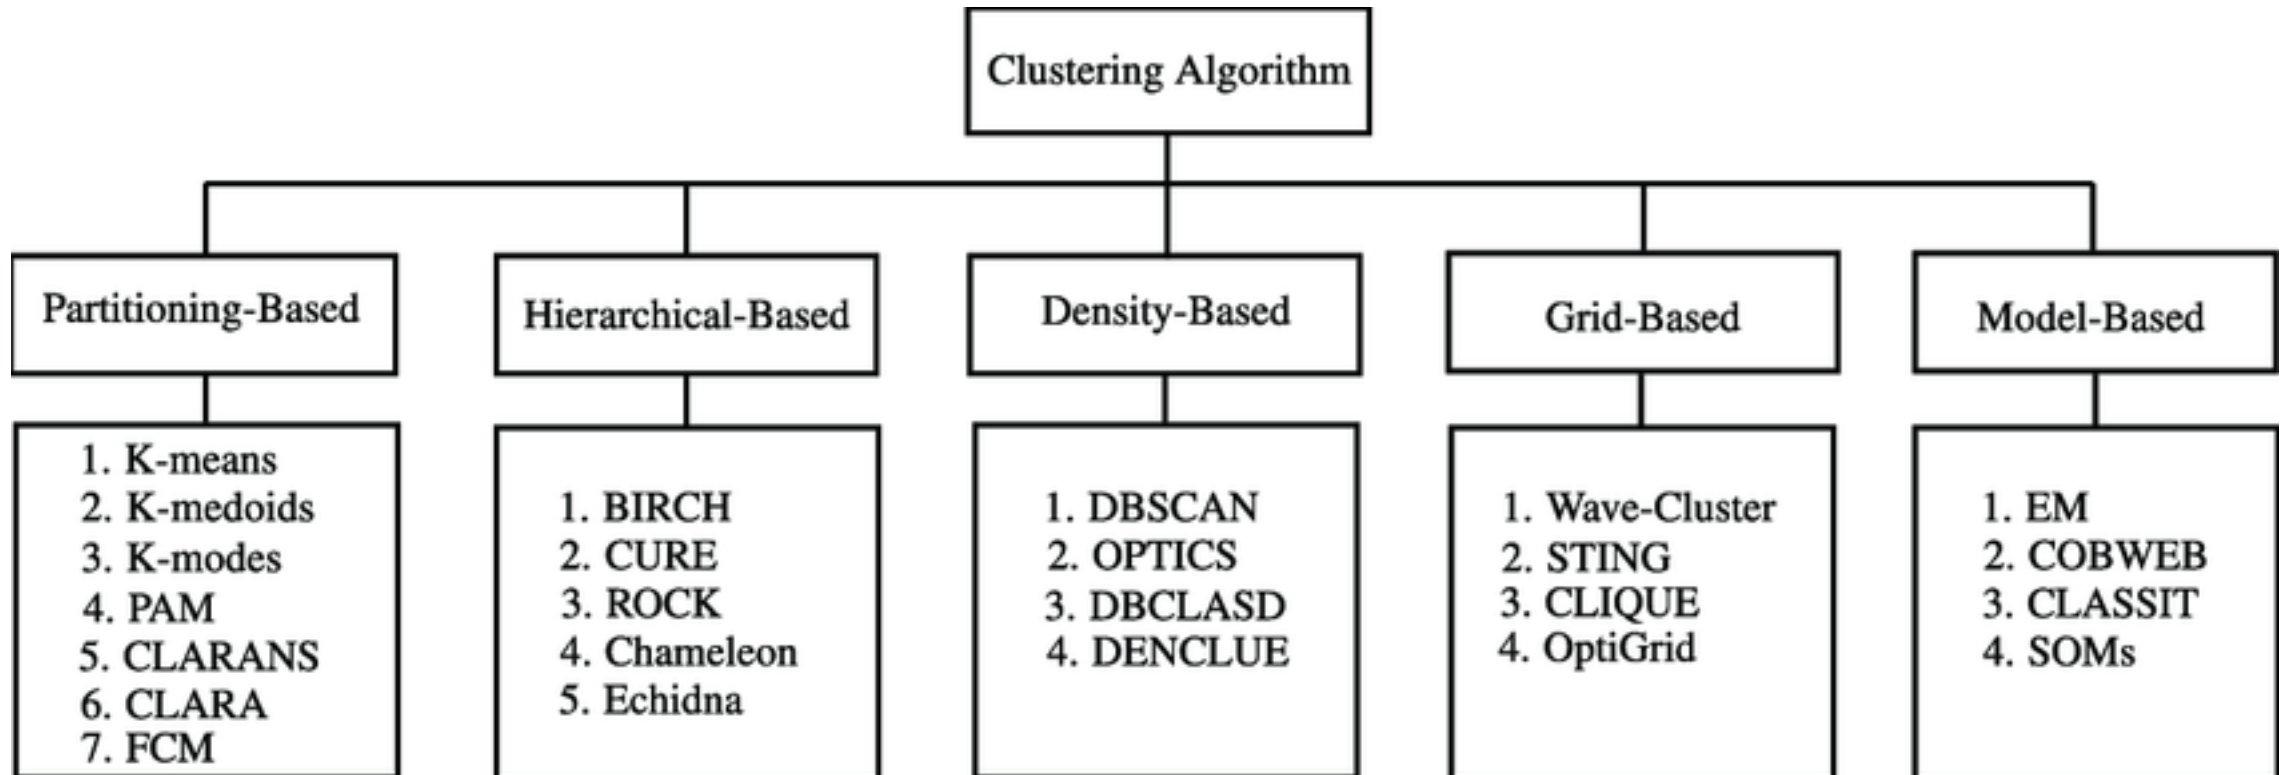 Clustering Algorithm
Partitioning-Based
Hierarchical-Based
Density-Based
Grid-Based
Model-Based
1. K-means
2. K-medoids
3. K-modes
4. PAM
5. CLARANS
6. CLARA
7. FCM
1. BIRCH
2. CURE
3. ROCK
4. Chameleon
5. Echidna
1. DBSCAN
2. OPTICS
3. DBCLASD
4. DENCLUE
1. Wave-Cluster
2. STING
3. CLIQUE
4. OptiGrid
1. EM
2. COBWEB
3. CLASSIT
4. SOMs